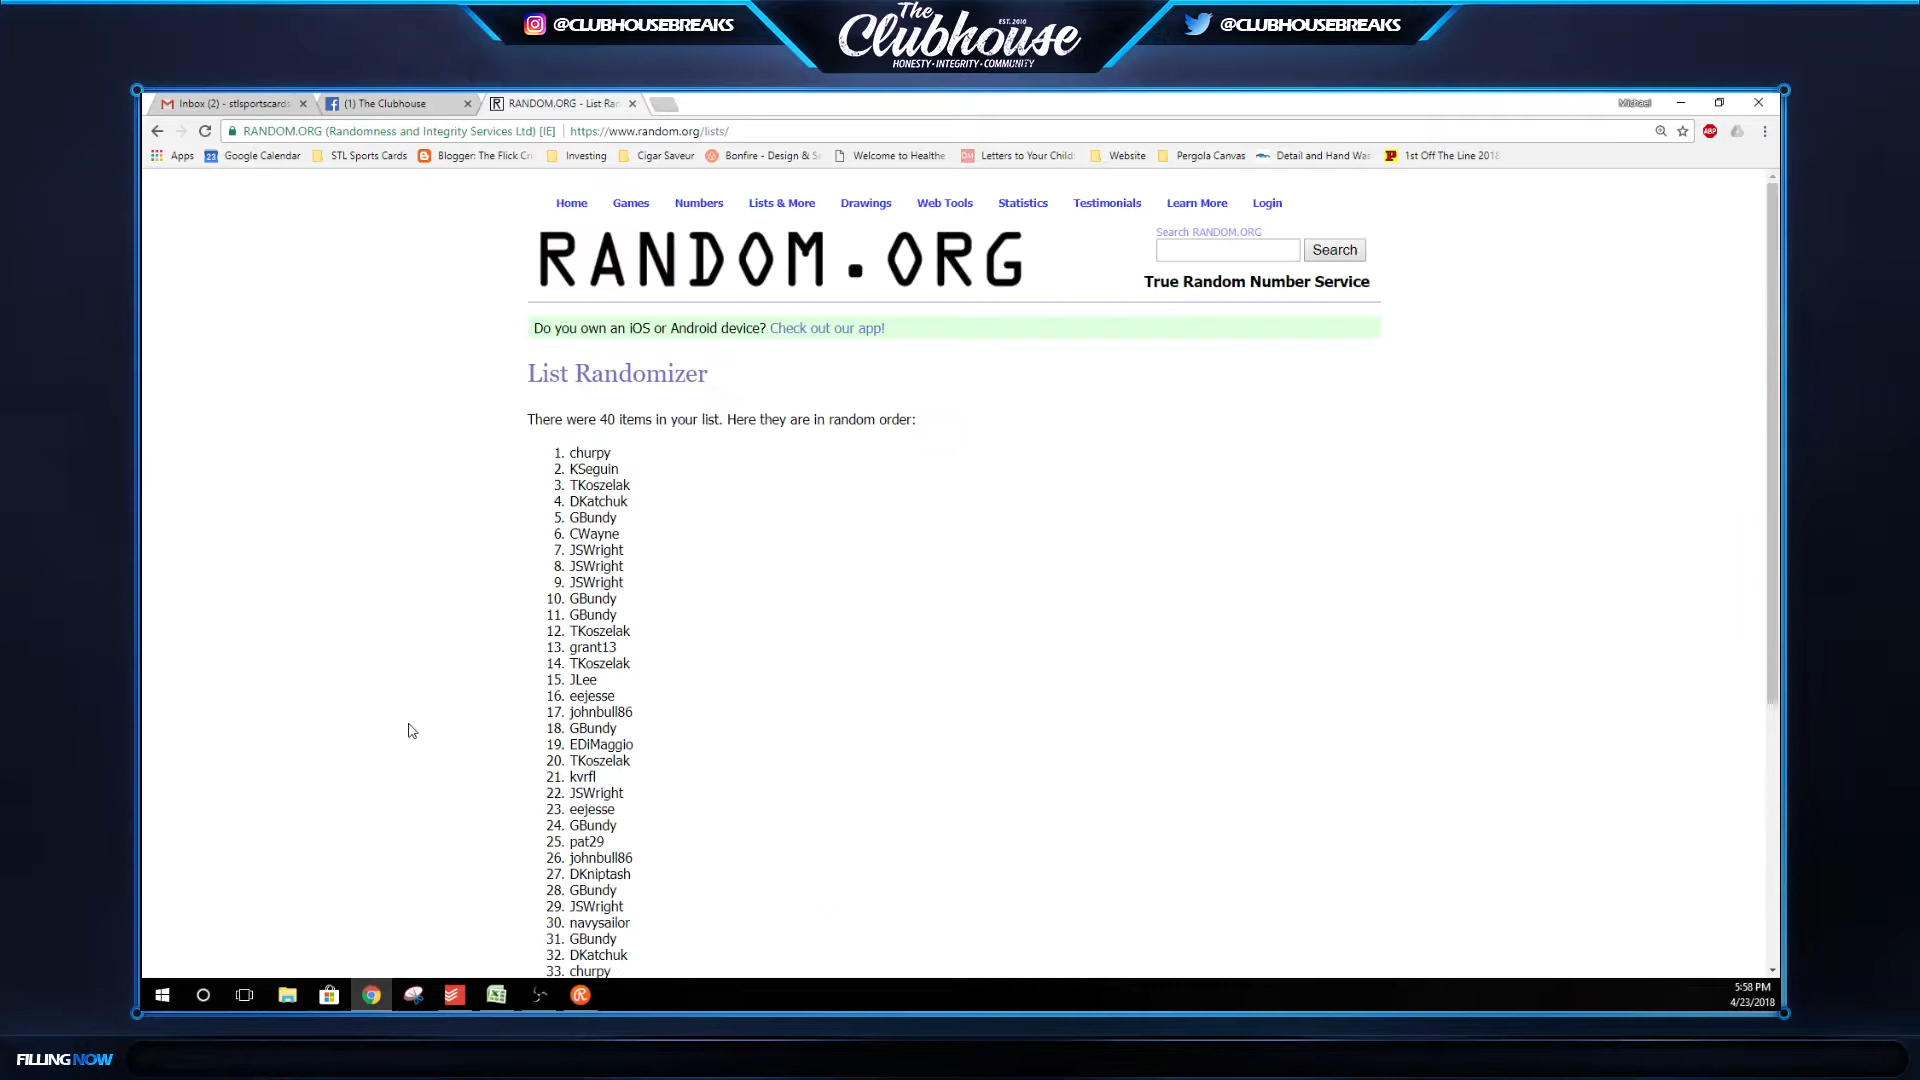 @CLUBHOUSEBREAKS
The
Clubhouse
EST. 2010
HONESTY • INTEGRITY • COMMUNITY
@CLUBHOUSEBREAKS
Inbox (2) - stlsportscards
(1) The Clubhouse
RANDOM.ORG - List Ran
Michael
RANDOM.ORG (Randomness and Integrity Services Ltd) [IE] https://www.random.org/lists/
ABP
Apps Google Calendar STL Sports Cards Blogger: The Flick Cri Investing Cigar Saveur Bonfire - Design & S Welcome to Healthe Letters to Your Child Website Pergola Canvas Detail and Hand Was 1st Off The Line 2018
Home Games Numbers Lists & More Drawings Web Tools Statistics Testimonials Learn More Login
RANDOM.ORG
Search RANDOM.ORG
Search
True Random Number Service
Do you own an iOS or Android device? Check out our app!
List Randomizer
There were 40 items in your list. Here they are in random order:
1. churpy
2. KSeguin
3. TKoszelak
4. DKatchuk
5. GBundy
6. CWayne
7. JSWright
8. JSWright
9. JSWright
10. GBundy
11. GBundy
12. TKoszelak
13. grant13
14. TKoszelak
15. JLee
16. eejesse
17. johnbull86
18. GBundy
19. EDiMaggio
20. TKoszelak
21. kvrfl
22. JSWright
23. eejesse
24. GBundy
25. pat29
26. johnbull86
27. DKniptash
28. GBundy
29. JSWright
30. navysailor
31. GBundy
32. DKatchuk
33. churpy
5:58 PM
4/23/2018
FILLING NOW